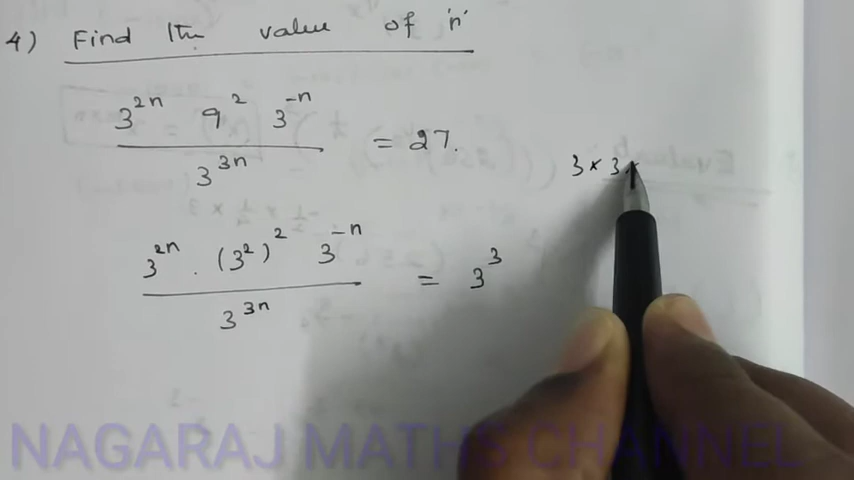 4) Find the value of 'n'
3^{2n} 9^2 3^{-n} / 3^{3n} = 27.
3 × 3 ×
3^{2n} . (3^2)^2 3^{-n} / 3^{3n} = 3^3
NAGARAJ MATHS CHANNEL